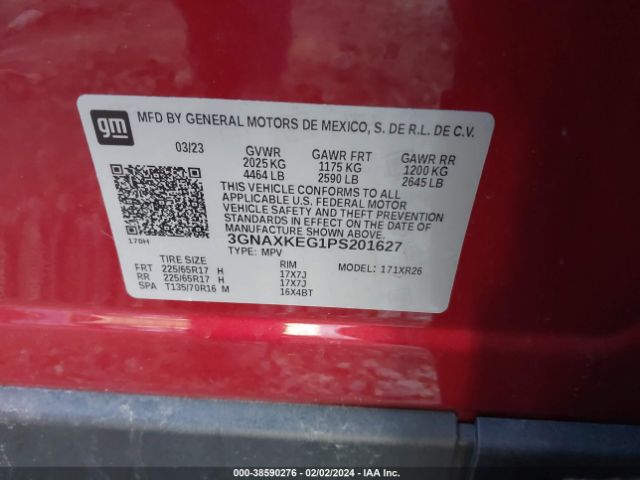 gm
MFD BY GENERAL MOTORS DE MEXICO, S. DE R.L. DE C.V.
03/23 GVWR GAWR FRT GAWR RR
2025 KG 1175 KG 1200 KG
4464 LB 2590 LB 2645 LB
THIS VEHICLE CONFORMS TO ALL
APPLICABLE U.S. FEDERAL MOTOR
VEHICLE SAFETY AND THEFT PREVENTION
STANDARDS IN EFFECT ON THE DATE OF
MANUFACTURE SHOWN ABOVE.
3GNAXKEG1PS201627
170H
TYPE: MPV
TIRE SIZE RIM MODEL: 171XR26
FRT 225/65R17 H 17X7J
RR 225/65R17 H 17X7J
SPA T135/70R16 M 16X4BT
0-38590276 - 02/02/2024 - IAA Inc.